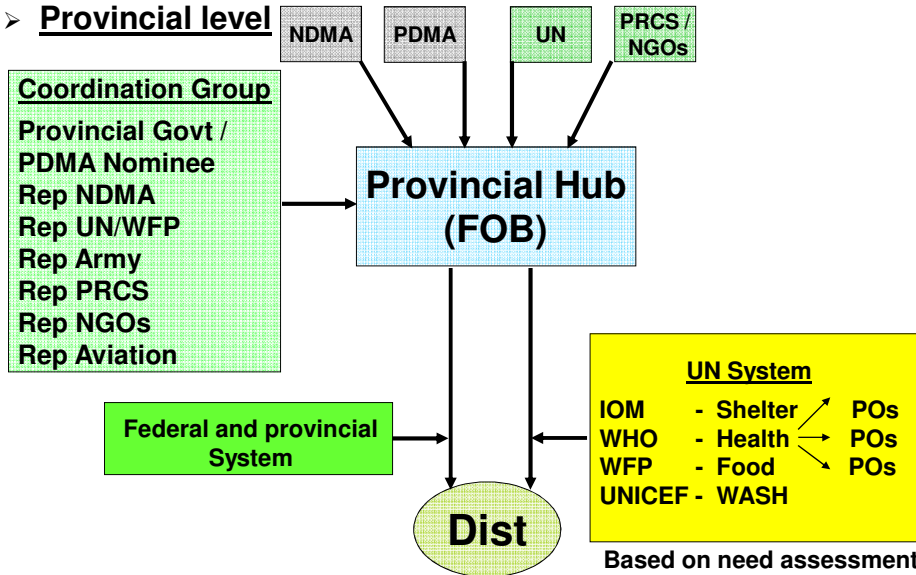 ➢ Provincial level
NDMA
PDMA
UN
PRCS /
NGOs
Coordination Group
Provincial Govt /
PDMA Nominee
Rep NDMA
Rep UN/WFP
Rep Army
Rep PRCS
Rep NGOs
Rep Aviation
Provincial Hub
(FOB)
Federal and provincial
System
UN System
IOM - Shelter POs
WHO - Health POs
WFP - Food POs
UNICEF - WASH
Dist
Based on need assessment